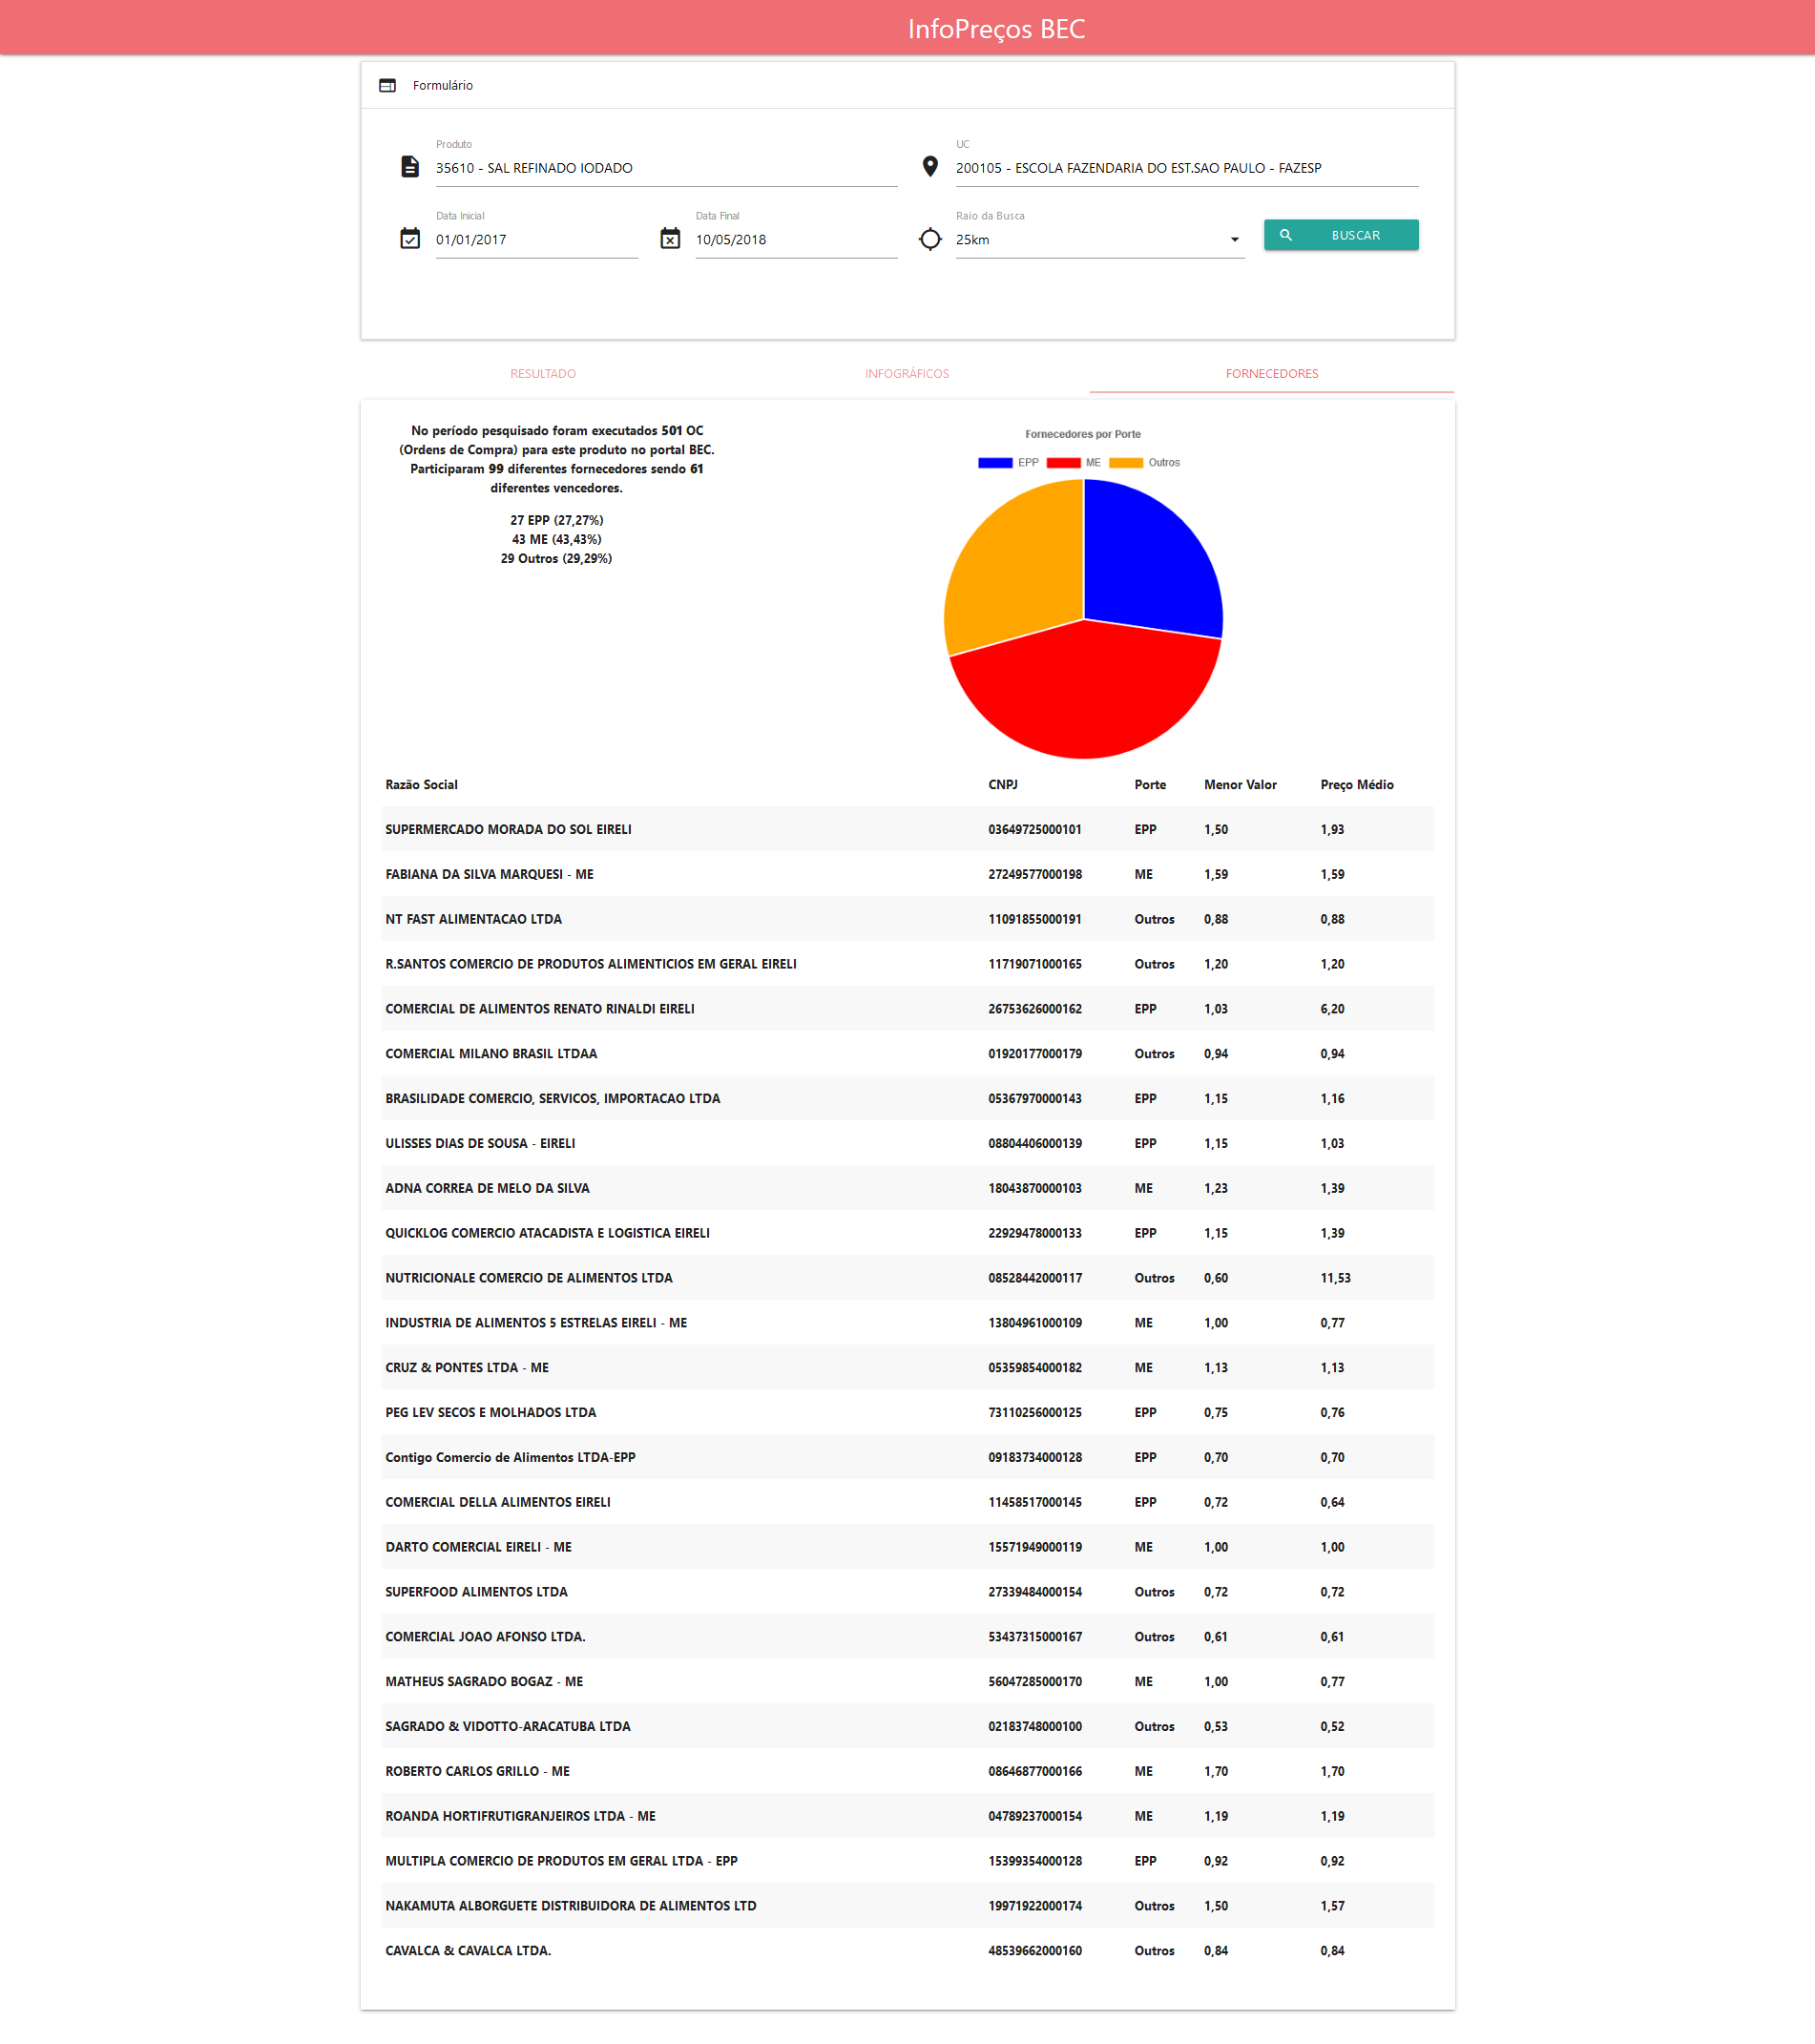 InfoPreços BEC
Formulário
Produto
35610 - SAL REFINADO IODADO
UC
200105 - ESCOLA FAZENDARIA DO EST.SAO PAULO - FAZESP
Data Inicial
01/01/2017
Data Final
10/05/2018
Raio da Busca
25km
BUSCAR
RESULTADO INFOGRÁFICOS FORNECEDORES
No período pesquisado foram executados 501 OC
(Ordens de Compra) para este produto no portal BEC.
Participaram 99 diferentes fornecedores sendo 61
diferentes vencedores.
27 EPP (27,27%)
43 ME (43,43%)
29 Outros (29,29%)
Fornecedores por Porte
EPP ME Outros
Razão Social CNPJ Porte Menor Valor Preço Médio
SUPERMERCADO MORADA DO SOL EIRELI 03649725000101 EPP 1,50 1,93
FABIANA DA SILVA MARQUESI - ME 27249577000198 ME 1,59 1,59
NT FAST ALIMENTACAO LTDA 11091855000191 Outros 0,88 0,88
R.SANTOS COMERCIO DE PRODUTOS ALIMENTICIOS EM GERAL EIRELI 11719071000165 Outros 1,20 1,20
COMERCIAL DE ALIMENTOS RENATO RINALDI EIRELI 26753626000162 EPP 1,03 6,20
COMERCIAL MILANO BRASIL LTDAA 01920177000179 Outros 0,94 0,94
BRASILIDADE COMERCIO, SERVICOS, IMPORTACAO LTDA 05367970000143 EPP 1,15 1,16
ULISSES DIAS DE SOUSA - EIRELI 08804406000139 EPP 1,15 1,03
ADNA CORREA DE MELO DA SILVA 18043870000103 ME 1,23 1,39
QUICKLOG COMERCIO ATACADISTA E LOGISTICA EIRELI 22929478000133 EPP 1,15 1,39
NUTRICIONALE COMERCIO DE ALIMENTOS LTDA 08528442000117 Outros 0,60 11,53
INDUSTRIA DE ALIMENTOS 5 ESTRELAS EIRELI - ME 13804961000109 ME 1,00 0,77
CRUZ & PONTES LTDA - ME 05359854000182 ME 1,13 1,13
PEG LEV SECOS E MOLHADOS LTDA 73110256000125 EPP 0,75 0,76
Contigo Comercio de Alimentos LTDA-EPP 09183734000128 EPP 0,70 0,70
COMERCIAL DELLA ALIMENTOS EIRELI 11458517000145 EPP 0,72 0,64
DARTO COMERCIAL EIRELI - ME 15571949000119 ME 1,00 1,00
SUPERFOOD ALIMENTOS LTDA 27339484000154 Outros 0,72 0,72
COMERCIAL JOAO AFONSO LTDA. 53437315000167 Outros 0,61 0,61
MATHEUS SAGRADO BOGAZ - ME 56047285000170 ME 1,00 0,77
SAGRADO & VIDOTTO-ARACATUBA LTDA 02183748000100 Outros 0,53 0,52
ROBERTO CARLOS GRILLO - ME 08646877000166 ME 1,70 1,70
ROANDA HORTIFRUTIGRANJEIROS LTDA - ME 04789237000154 ME 1,19 1,19
MULTIPLA COMERCIO DE PRODUTOS EM GERAL LTDA - EPP 15399354000128 EPP 0,92 0,92
NAKAMUTA ALBORGUETE DISTRIBUIDORA DE ALIMENTOS LTD 19971922000174 Outros 1,50 1,57
CAVALCA & CAVALCA LTDA. 48539662000160 Outros 0,84 0,84